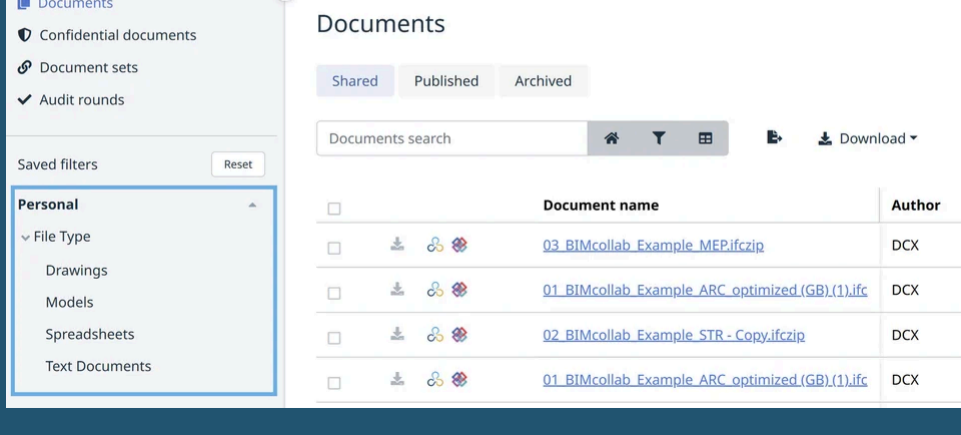 Documents
Confidential documents
Document sets
Audit rounds
Saved filters
Reset
Personal
File Type
Drawings
Models
Spreadsheets
Text Documents
Documents
Shared Published Archived
Documents search
Download
Document name Author
03_BIMcollab_Example_MEP.ifczip DCX
01_BIMcollab_Example_ARC_optimized (GB) (1).ifc DCX
02_BIMcollab_Example_STR - Copy.ifczip DCX
01_BIMcollab_Example_ARC_optimized (GB) (1).ifc DCX